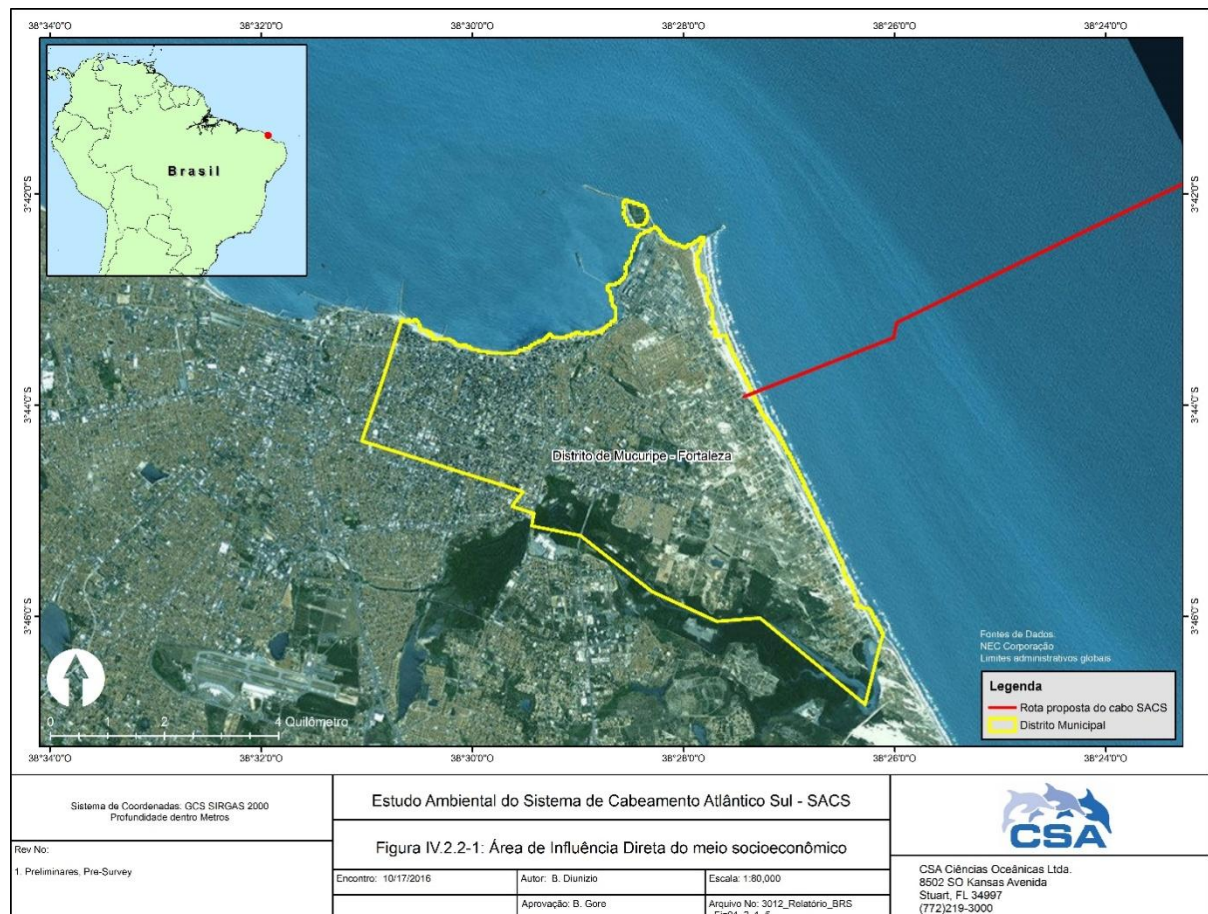 38°34'0"O 38°32'0"O 38°30'0"O 38°28'0"O 38°26'0"O 38°24'0"O
Brasil
3°42'0"S 3°42'0"S
3°44'0"S 3°44'0"S
Distrito de Mucuripe - Fortaleza
3°46'0"S 3°46'0"S
Fontes de Dados.
NEC Corporação
Limites administrativos globais
Legenda
Rota proposta do cabo SACS
Distrito Municipal
0 1 2 4 Quilômetro
38°34'0"O 38°32'0"O 38°30'0"O 38°28'0"O 38°26'0"O 38°24'0"O
Sistema de Coordenadas: GCS SIRGAS 2000
Profundidade dentro Metros
Rev No:
1. Preliminares, Pre-Survey
Estudo Ambiental do Sistema de Cabeamento Atlântico Sul - SACS
Figura IV.2.2-1: Área de Influência Direta do meio socioeconômico
Encontro: 10/17/2016 Autor: B. Diunizio Escala: 1:80,000
Aprovação: B. Gore Arquivo No: 3012_Relatório_BRS
CSA
CSA Ciências Oceânicas Ltda.
8502 SO Kansas Avenida
Stuart, FL 34997
(772)219-3000